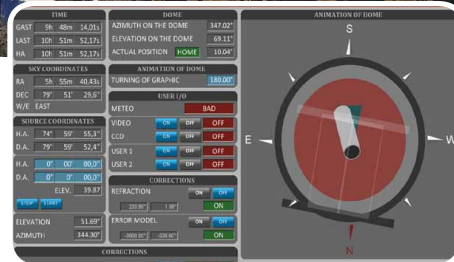 TIME
GAST 9h 48m 14,01s
LAST 10h 51m 52,17s
HA 10h 51m 52,17s
SKY COORDINATES
RA 5h 55m 40,43s
DEC 79° 51' 29,6"
W/E EAST
SOURCE COORDINATES
H.A. 74° 59' 55,3"
D.A. 79° 59' 52,4"
H.A. 0° 00' 00,0"
D.A. 0° 00' 00,0"
ELEV. 39.87
STOP START
ELEVATION 51.69°
AZIMUTH 344.30°
DOME
AZIMUTH ON THE DOME 347.02°
ELEVATION ON THE DOME 69.11°
ACTUAL POSITION HOME 10.04°
ANIMATION OF DOME
TURNING OF GRAPHIC 180.00°
USER I/O
METEO BAD
VIDEO ON OFF OFF
CCD ON OFF OFF
USER 1 ON OFF OFF
USER 2 ON OFF OFF
CORRECTIONS
REFRACTION ON OFF
ON
ERROR MODEL ON OFF
ON
CORRECTIONS
ANIMATION OF DOME
S
E
W
N